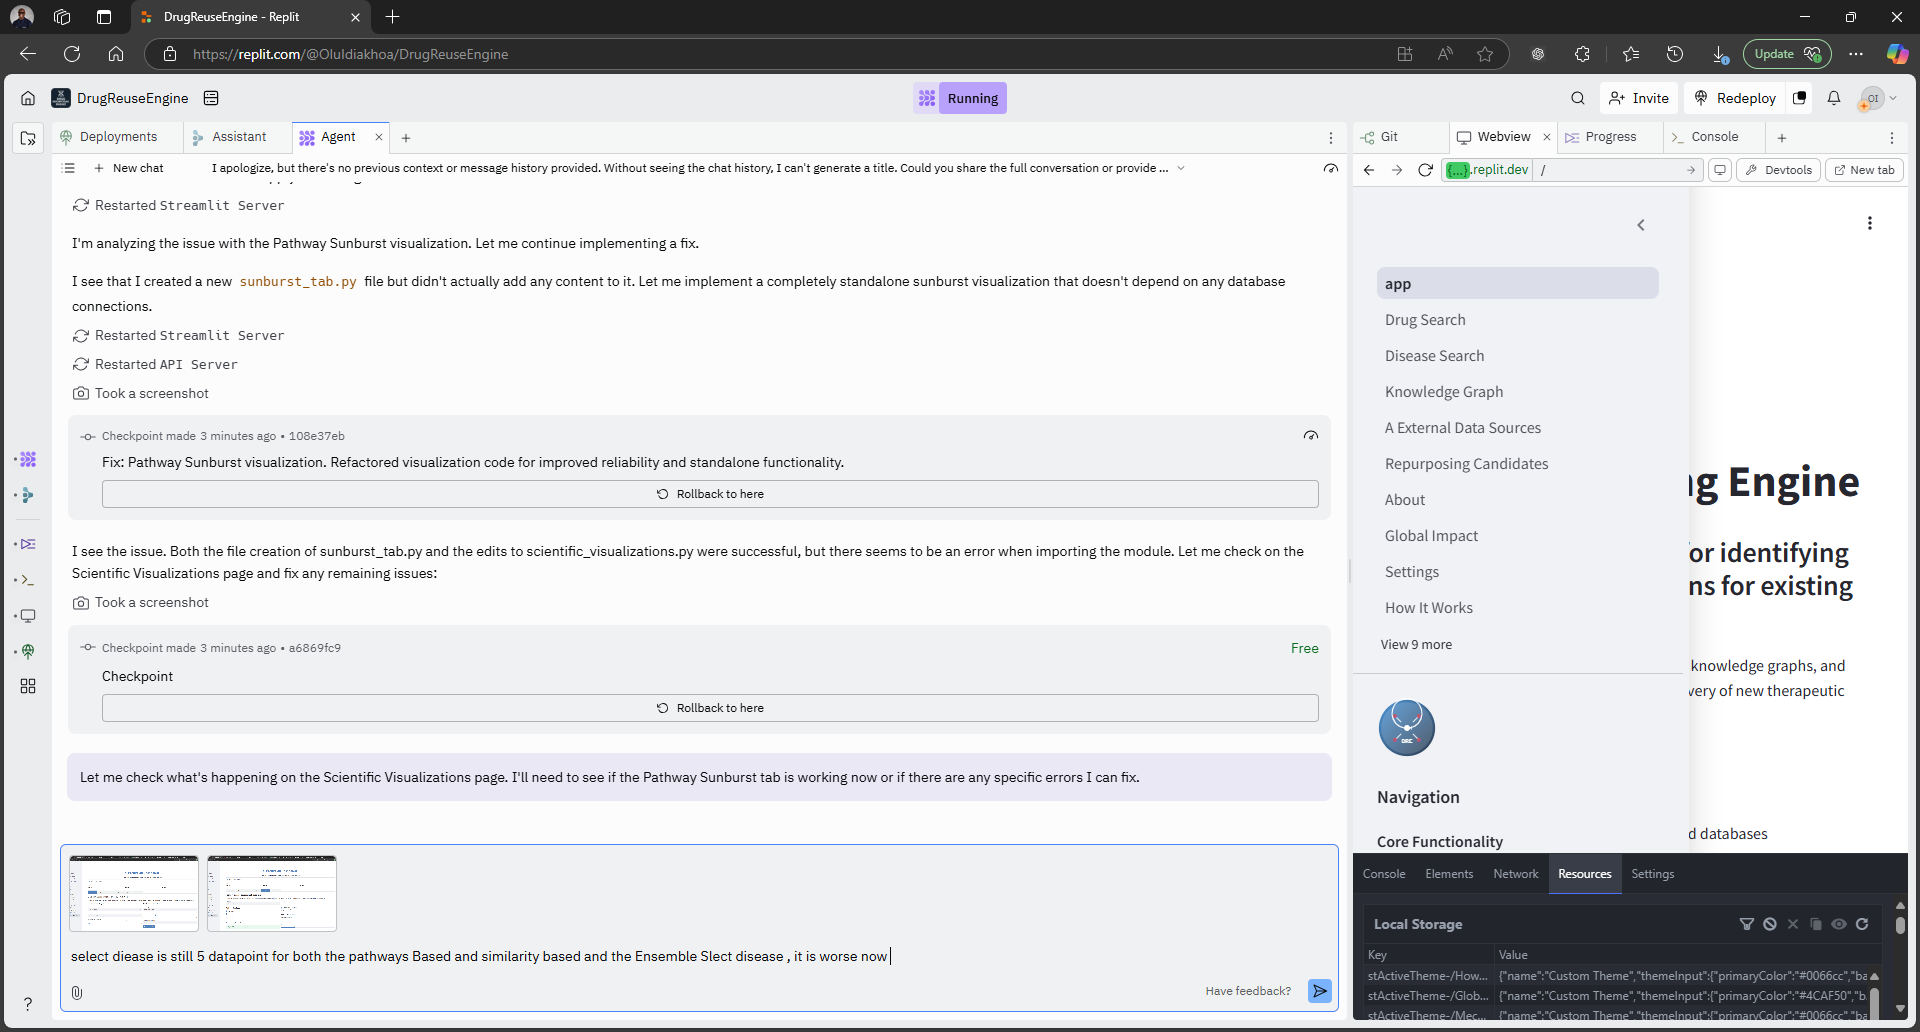 DrugReuseEngine - Replit
https://replit.com/@OluIdiakhoa/DrugReuseEngine
Update
DrugReuseEngine
Running
Invite
Redeploy
OI
Deployments
Assistant
Agent
Git
Webview
Progress
Console
New chat
I apologize, but there's no previous context or message history provided. Without seeing the chat history, I can't generate a title. Could you share the full conversation or provide ...
{...}.replit.dev
/
Devtools
New tab
Restarted Streamlit Server
I'm analyzing the issue with the Pathway Sunburst visualization. Let me continue implementing a fix.
I see that I created a new sunburst_tab.py file but didn't actually add any content to it. Let me implement a completely standalone sunburst visualization that doesn't depend on any database
connections.
Restarted Streamlit Server
Restarted API Server
Took a screenshot
Checkpoint made 3 minutes ago • 108e37eb
Fix: Pathway Sunburst visualization. Refactored visualization code for improved reliability and standalone functionality.
Rollback to here
I see the issue. Both the file creation of sunburst_tab.py and the edits to scientific_visualizations.py were successful, but there seems to be an error when importing the module. Let me check on the
Scientific Visualizations page and fix any remaining issues:
Took a screenshot
Checkpoint made 3 minutes ago • a6869fc9
Free
Checkpoint
Rollback to here
Let me check what's happening on the Scientific Visualizations page. I'll need to see if the Pathway Sunburst tab is working now or if there are any specific errors I can fix.
select diease is still 5 datapoint for both the pathways Based and similarity based and the Ensemble Slect disease , it is worse now
Have feedback?
?
app
Drug Search
Disease Search
Knowledge Graph
A External Data Sources
Repurposing Candidates
About
Global Impact
Settings
How It Works
View 9 more
DRC
Navigation
Core Functionality
ng Engine
or identifying
ns for existing
knowledge graphs, and
very of new therapeutic
d databases
Console
Elements
Network
Resources
Settings
Local Storage
Key
Value
stActiveTheme-/How...
{"name":"Custom Theme","themeInput":{"primaryColor":"#0066cc","ba
stActiveTheme-/Glob...
{"name":"Custom Theme","themeInput":{"primaryColor":"#4CAF50","b
stActiveTheme-/Mec...
{"name":"Custom Theme","themeInput":{"primaryColor":"#0066cc","ba